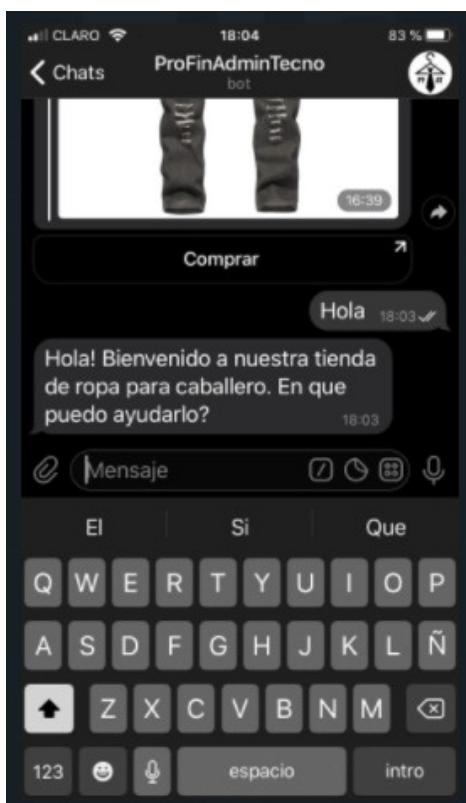 CLARO 18:04 83 %
Chats ProFinAdminTecno
bot
16:39
Comprar
Hola 18:03
Hola! Bienvenido a nuestra tienda
de ropa para caballero. En que
puedo ayudarlo?
18:03
Mensaje
El Si Que
Q W E R T Y U I O P
A S D F G H J K L Ñ
Z X C V B N M
123 espacio intro